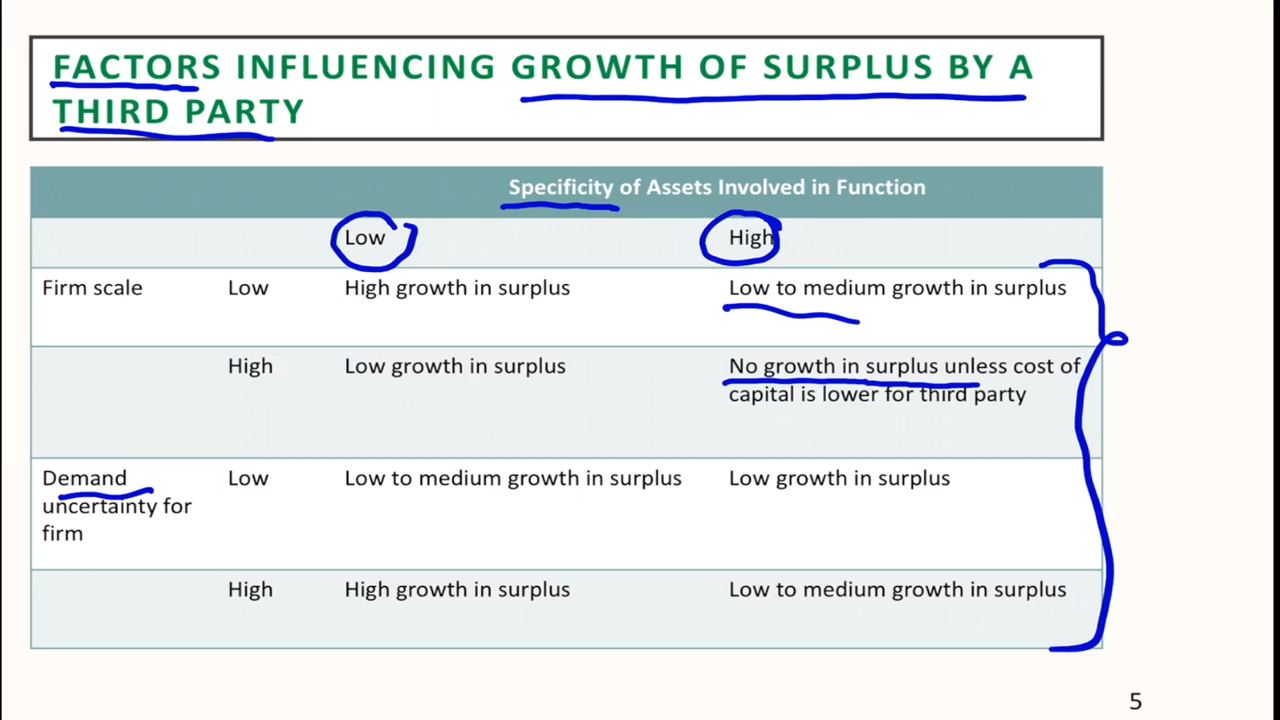 FACTORS INFLUENCING GROWTH OF SURPLUS BY A
THIRD PARTY
Specificity of Assets Involved in Function
Low High
Firm scale Low High growth in surplus Low to medium growth in surplus
High Low growth in surplus No growth in surplus unless cost of
capital is lower for third party
Demand Low Low to medium growth in surplus Low growth in surplus
uncertainty for
firm
High High growth in surplus Low to medium growth in surplus
5